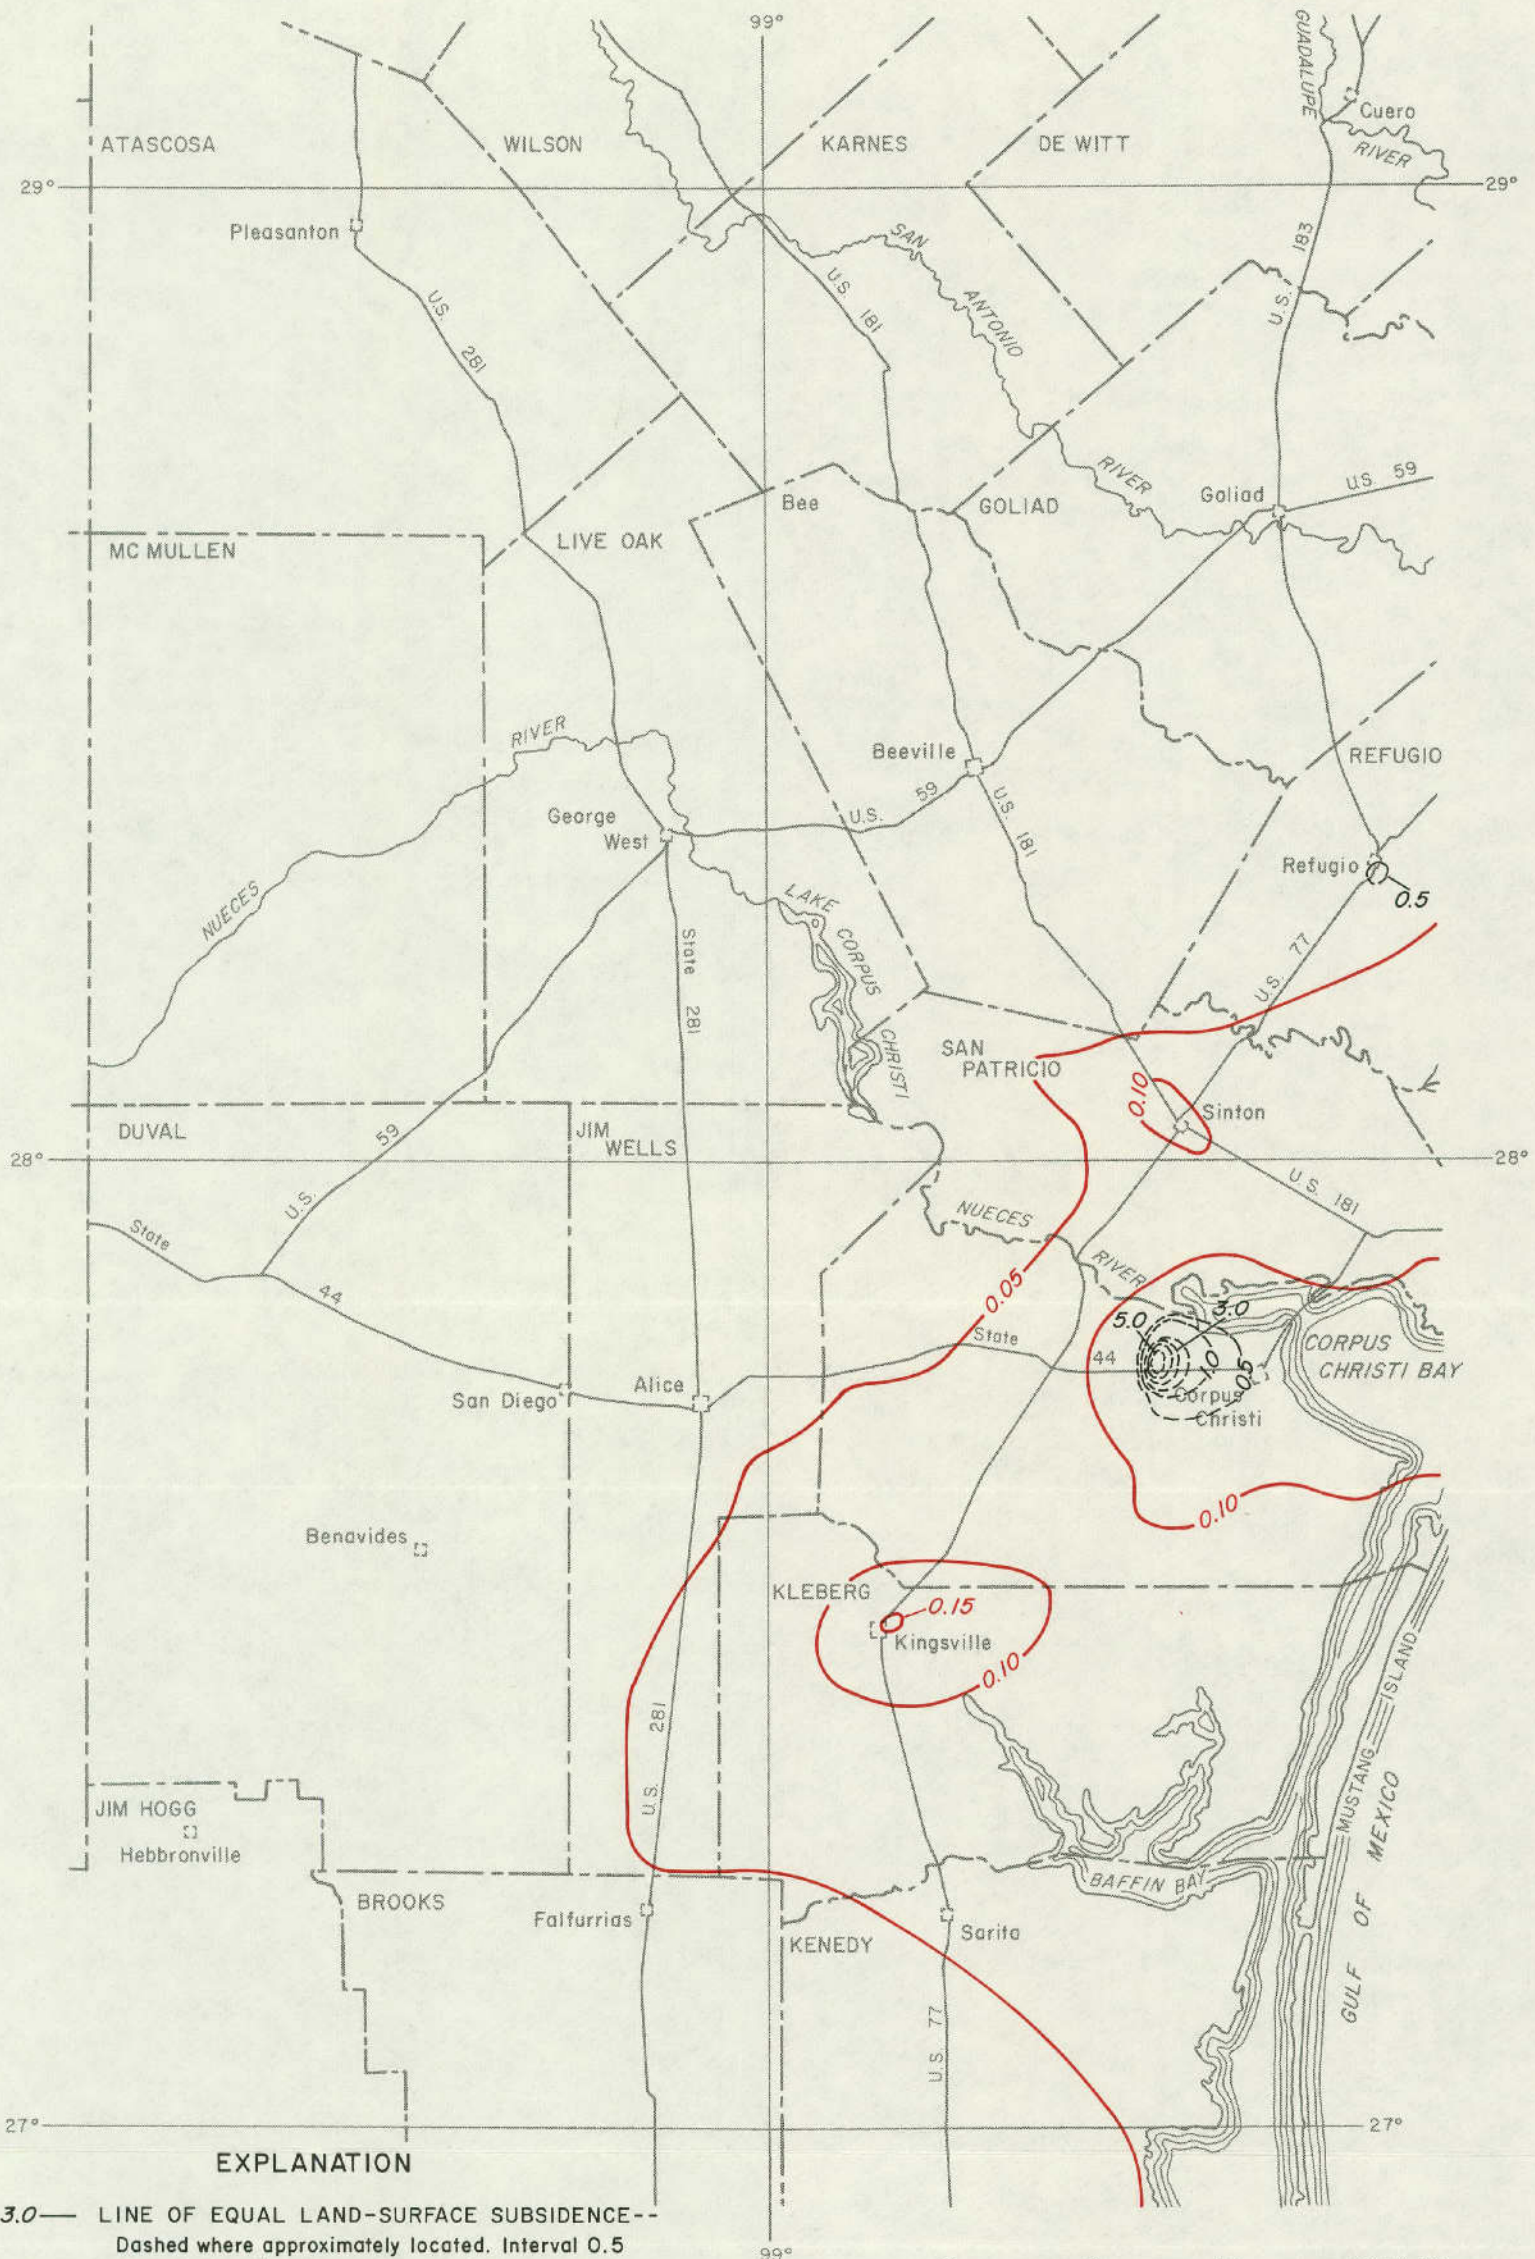 99°
GUADALUPE
Cuero
RIVER
ATASCOSA
WILSON
KARNES
DE WITT
29°
29°
Pleasanton
SAN
ANTONIO
RIVER
U.S. 183
U.S. 281
U.S. 181
Bee
GOLIAD
Goliad
US 59
MC MULLEN
LIVE OAK
RIVER
NUECES
Beeville
REFUGIO
George
West
U.S. 59
U.S. 181
Refugio
0.5
LAKE
CORPUS
CHRISTI
State 281
U.S. 77
SAN
PATRICIO
0.10
Sinton
DUVAL
59
U.S.
JIM
WELLS
28°
28°
U.S. 181
NUECES
RIVER
State
44
0.05
5.0
3.0
1.0
0.5
State
44
CORPUS
CHRISTI BAY
San Diego
Alice
Corpus
Christi
0.10
Benavides
KLEBERG
0.15
Kingsville
0.10
U.S. 281
MUSTANG ISLAND
GULF OF MEXICO
JIM HOGG
Hebbronville
BAFFIN BAY
BROOKS
Falfurrias
KENEDY
Sarita
U.S. 77
27°
27°
EXPLANATION
3.0 LINE OF EQUAL LAND-SURFACE SUBSIDENCE--
Dashed where approximately located. Interval 0.5
99°